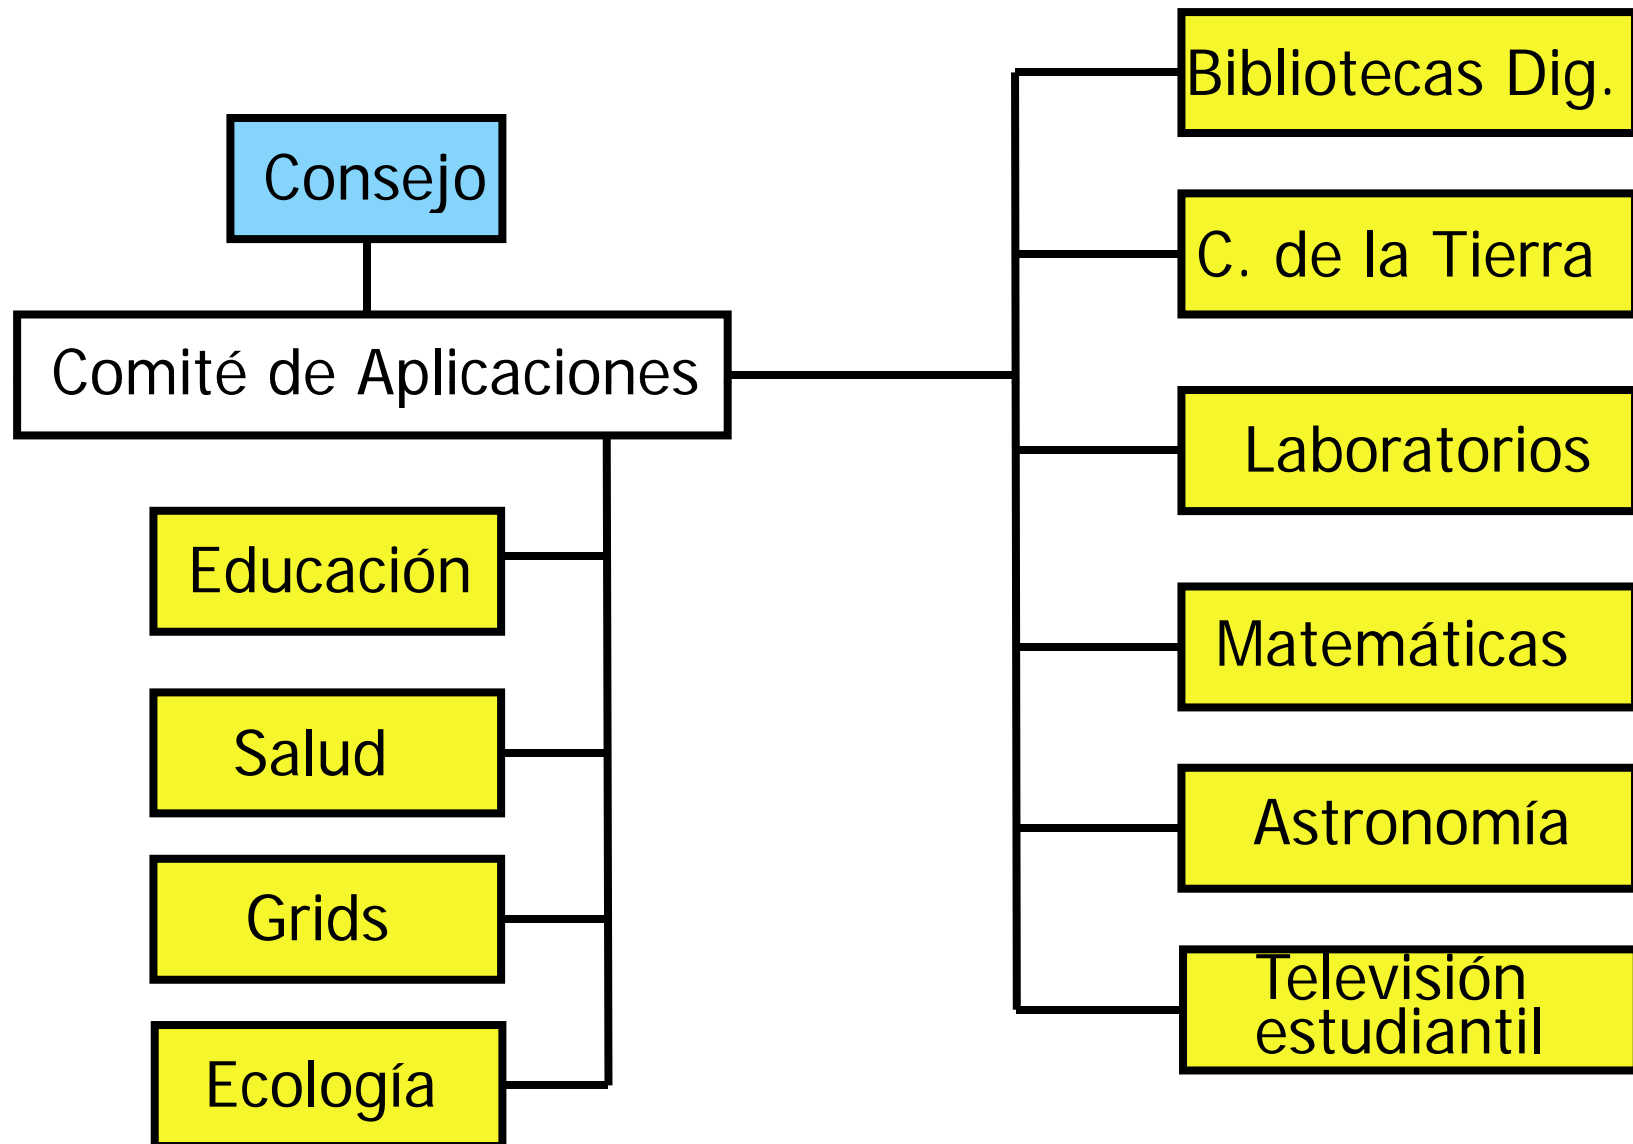 Consejo
Comité de Aplicaciones
Educación
Salud
Grids
Ecología
Bibliotecas Dig.
C. de la Tierra
Laboratorios
Matemáticas
Astronomía
Televisión
estudiantil